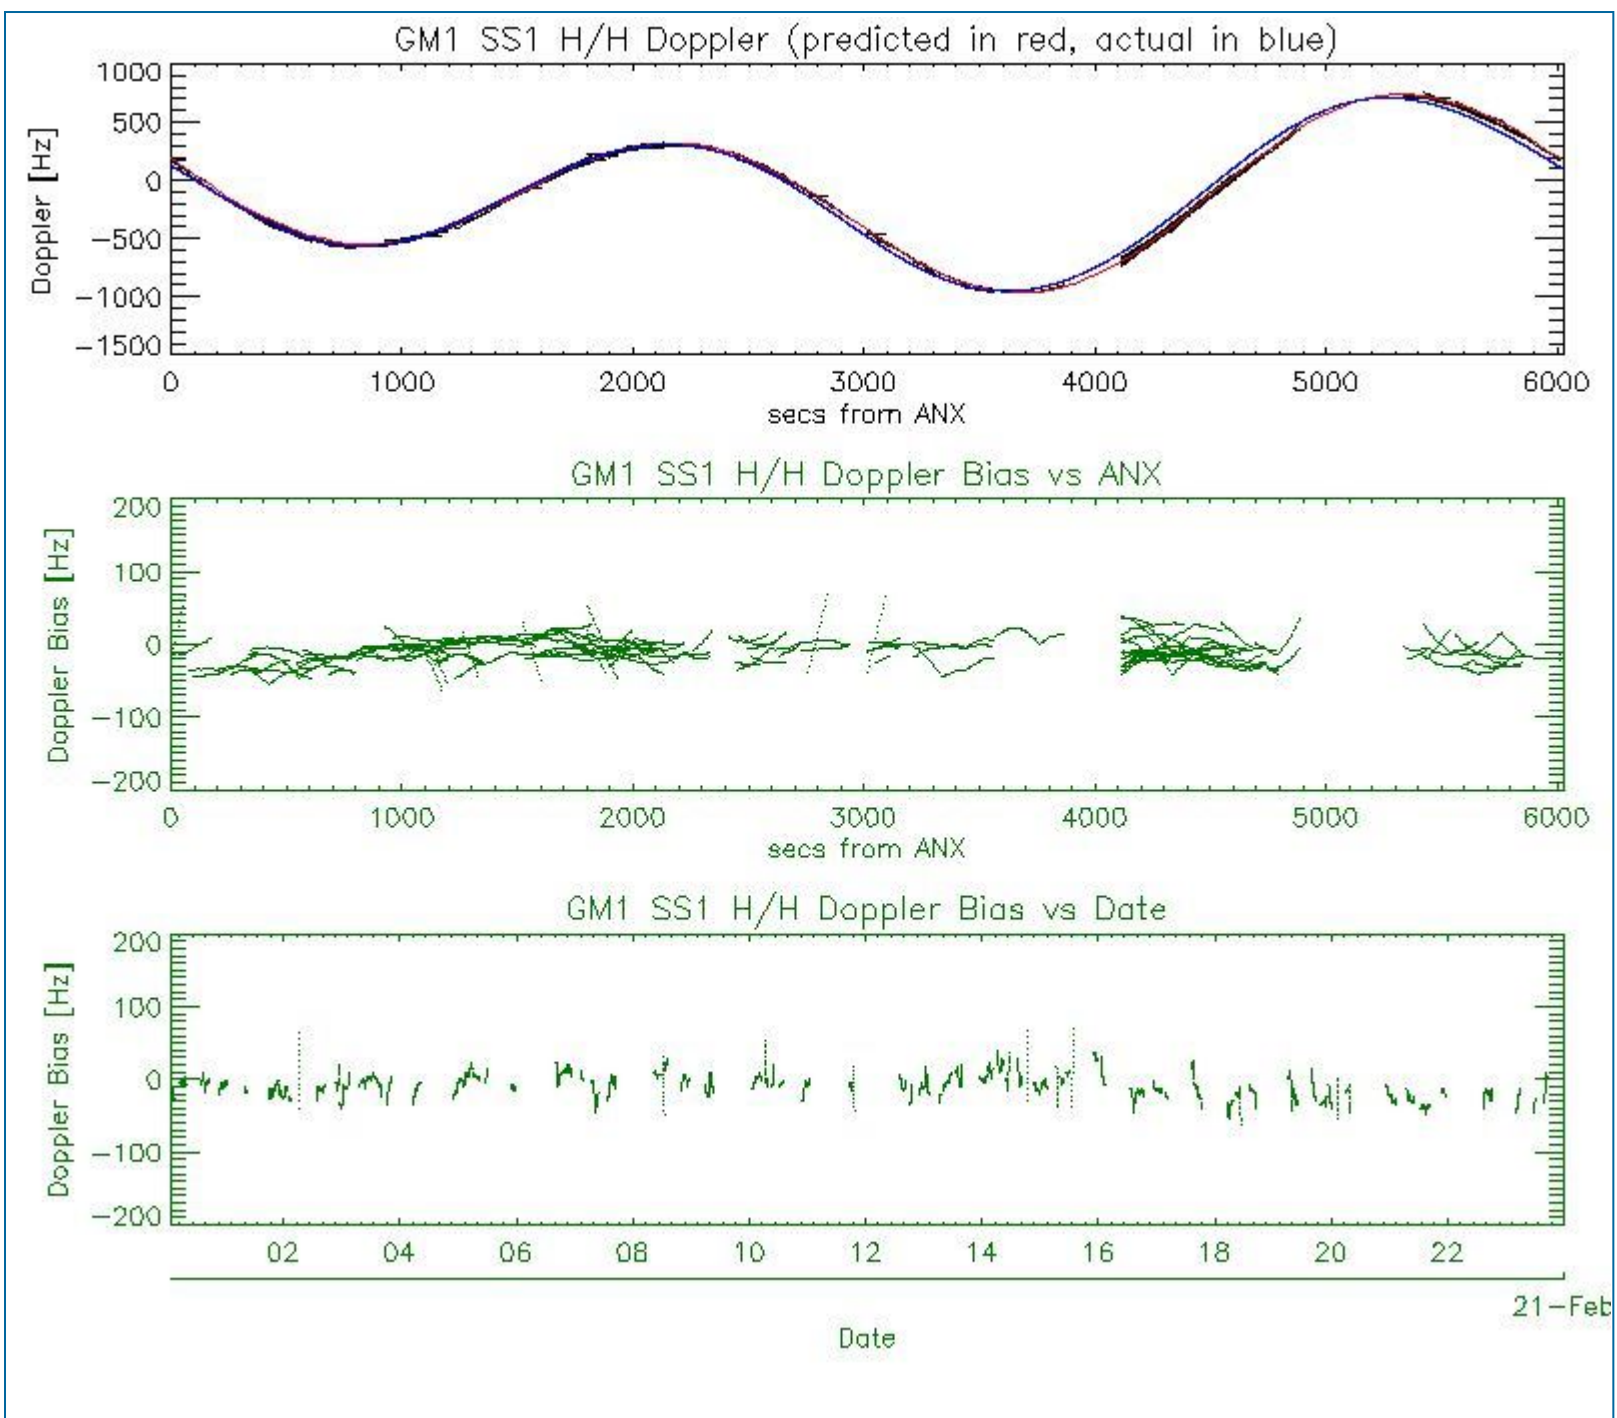 GM1 SS1 H/H Doppler (predicted in red, actual in blue)
1000
500
0
-500
-1000
-1500
Doppler [Hz]
0 1000 2000 3000 4000 5000 6000
secs from ANX
GM1 SS1 H/H Doppler Bias vs ANX
200
100
0
-100
-200
Doppler Bias [Hz]
0 1000 2000 3000 4000 5000 6000
secs from ANX
GM1 SS1 H/H Doppler Bias vs Date
200
100
0
-100
-200
Doppler Bias [Hz]
02 04 06 08 10 12 14 16 18 20 22
21-Feb
Date